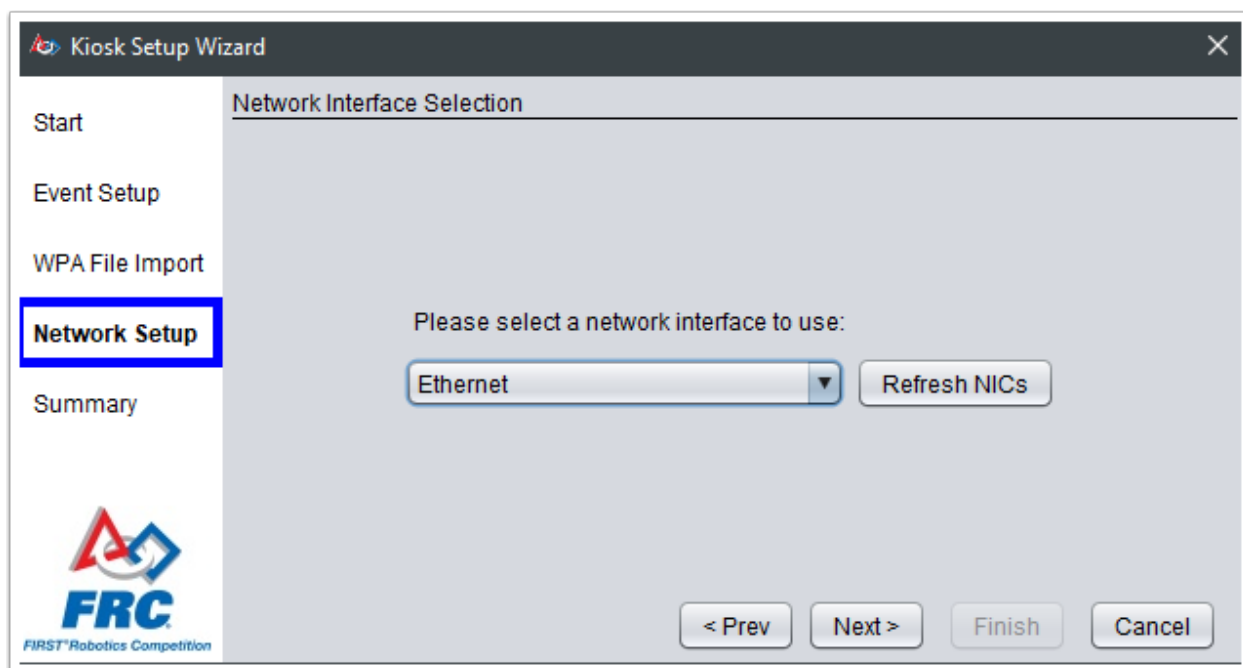 Kiosk Setup Wizard
Start
Event Setup
WPA File Import
Network Setup
Summary
FRC
FIRST® Robotics Competition
Network Interface Selection
Please select a network interface to use:
Ethernet
Refresh NICs
< Prev
Next >
Finish
Cancel